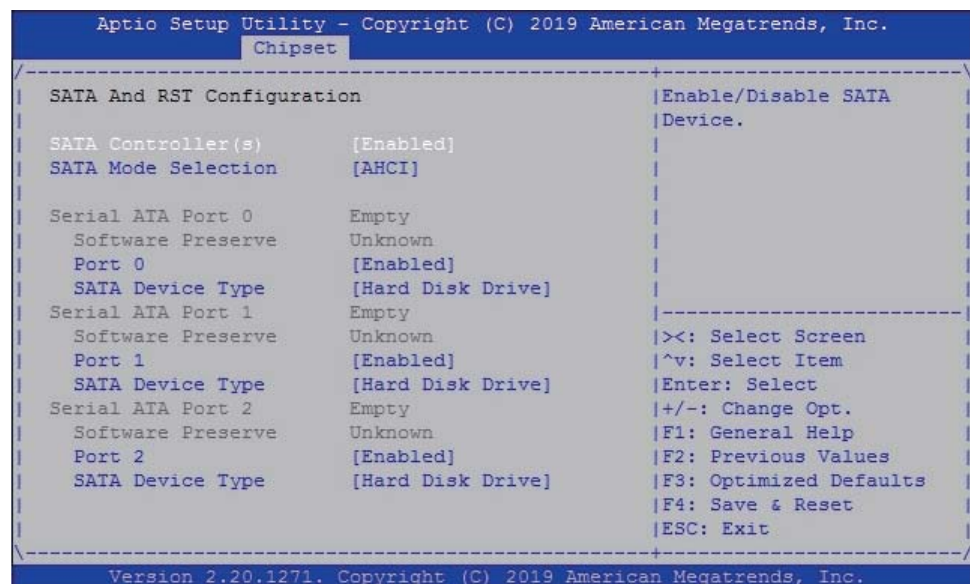 Aptio Setup Utility - Copyright (C) 2019 American Megatrends, Inc.
Chipset
SATA And RST Configuration
SATA Controller(s) [Enabled]
SATA Mode Selection [AHCI]
Serial ATA Port 0 Empty
Software Preserve Unknown
Port 0 [Enabled]
SATA Device Type [Hard Disk Drive]
Serial ATA Port 1 Empty
Software Preserve Unknown
Port 1 [Enabled]
SATA Device Type [Hard Disk Drive]
Serial ATA Port 2 Empty
Software Preserve Unknown
Port 2 [Enabled]
SATA Device Type [Hard Disk Drive]
Enable/Disable SATA
Device.
><: Select Screen
^v: Select Item
Enter: Select
+/-: Change Opt.
F1: General Help
F2: Previous Values
F3: Optimized Defaults
F4: Save & Reset
ESC: Exit
Version 2.20.1271. Copyright (C) 2019 American Megatrends, Inc.